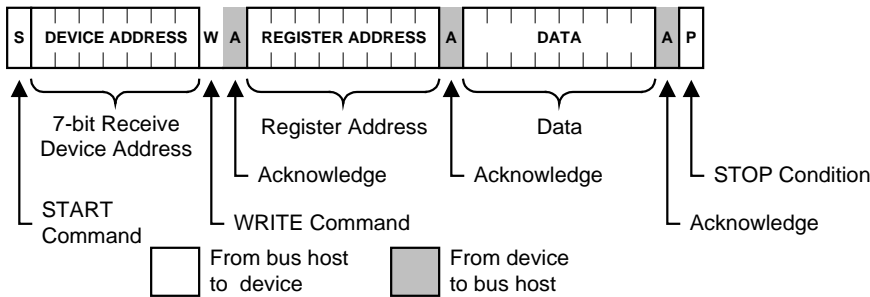 S DEVICE ADDRESS W A REGISTER ADDRESS A DATA A P
7-bit Receive
Device Address
Register Address
Data
Acknowledge
Acknowledge
STOP Condition
START
Command
WRITE Command
Acknowledge
From bus host
to device
From device
to bus host